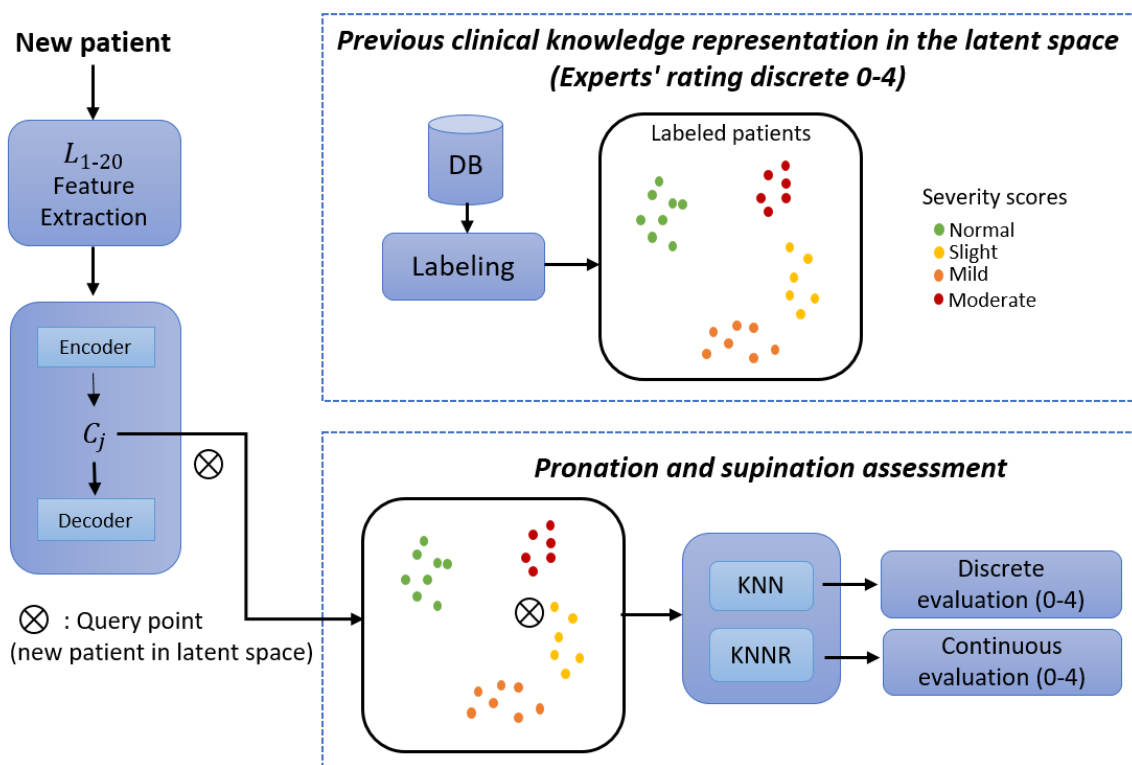 New patient
L1-20
Feature
Extraction
Encoder
Cj
Decoder
: Query point
(new patient in latent space)
Previous clinical knowledge representation in the latent space
(Experts' rating discrete 0-4)
DB
Labeling
Labeled patients
Severity scores
Normal
Slight
Mild
Moderate
Pronation and supination assessment
KNN
KNNR
Discrete
evaluation (0-4)
Continuous
evaluation (0-4)